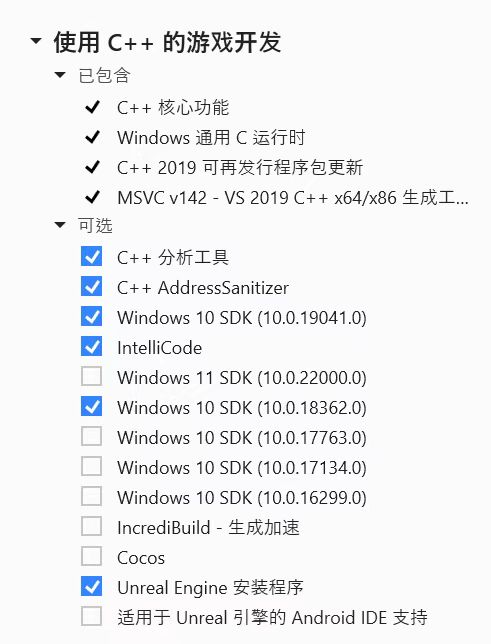 使用 C++ 的游戏开发
已包含
C++ 核心功能
Windows 通用 C 运行时
C++ 2019 可再发行程序包更新
MSVC v142 - VS 2019 C++ x64/x86 生成工...
可选
C++ 分析工具
C++ AddressSanitizer
Windows 10 SDK (10.0.19041.0)
IntelliCode
Windows 11 SDK (10.0.22000.0)
Windows 10 SDK (10.0.18362.0)
Windows 10 SDK (10.0.17763.0)
Windows 10 SDK (10.0.17134.0)
Windows 10 SDK (10.0.16299.0)
IncrediBuild - 生成加速
Cocos
Unreal Engine 安装程序
适用于 Unreal 引擎的 Android IDE 支持